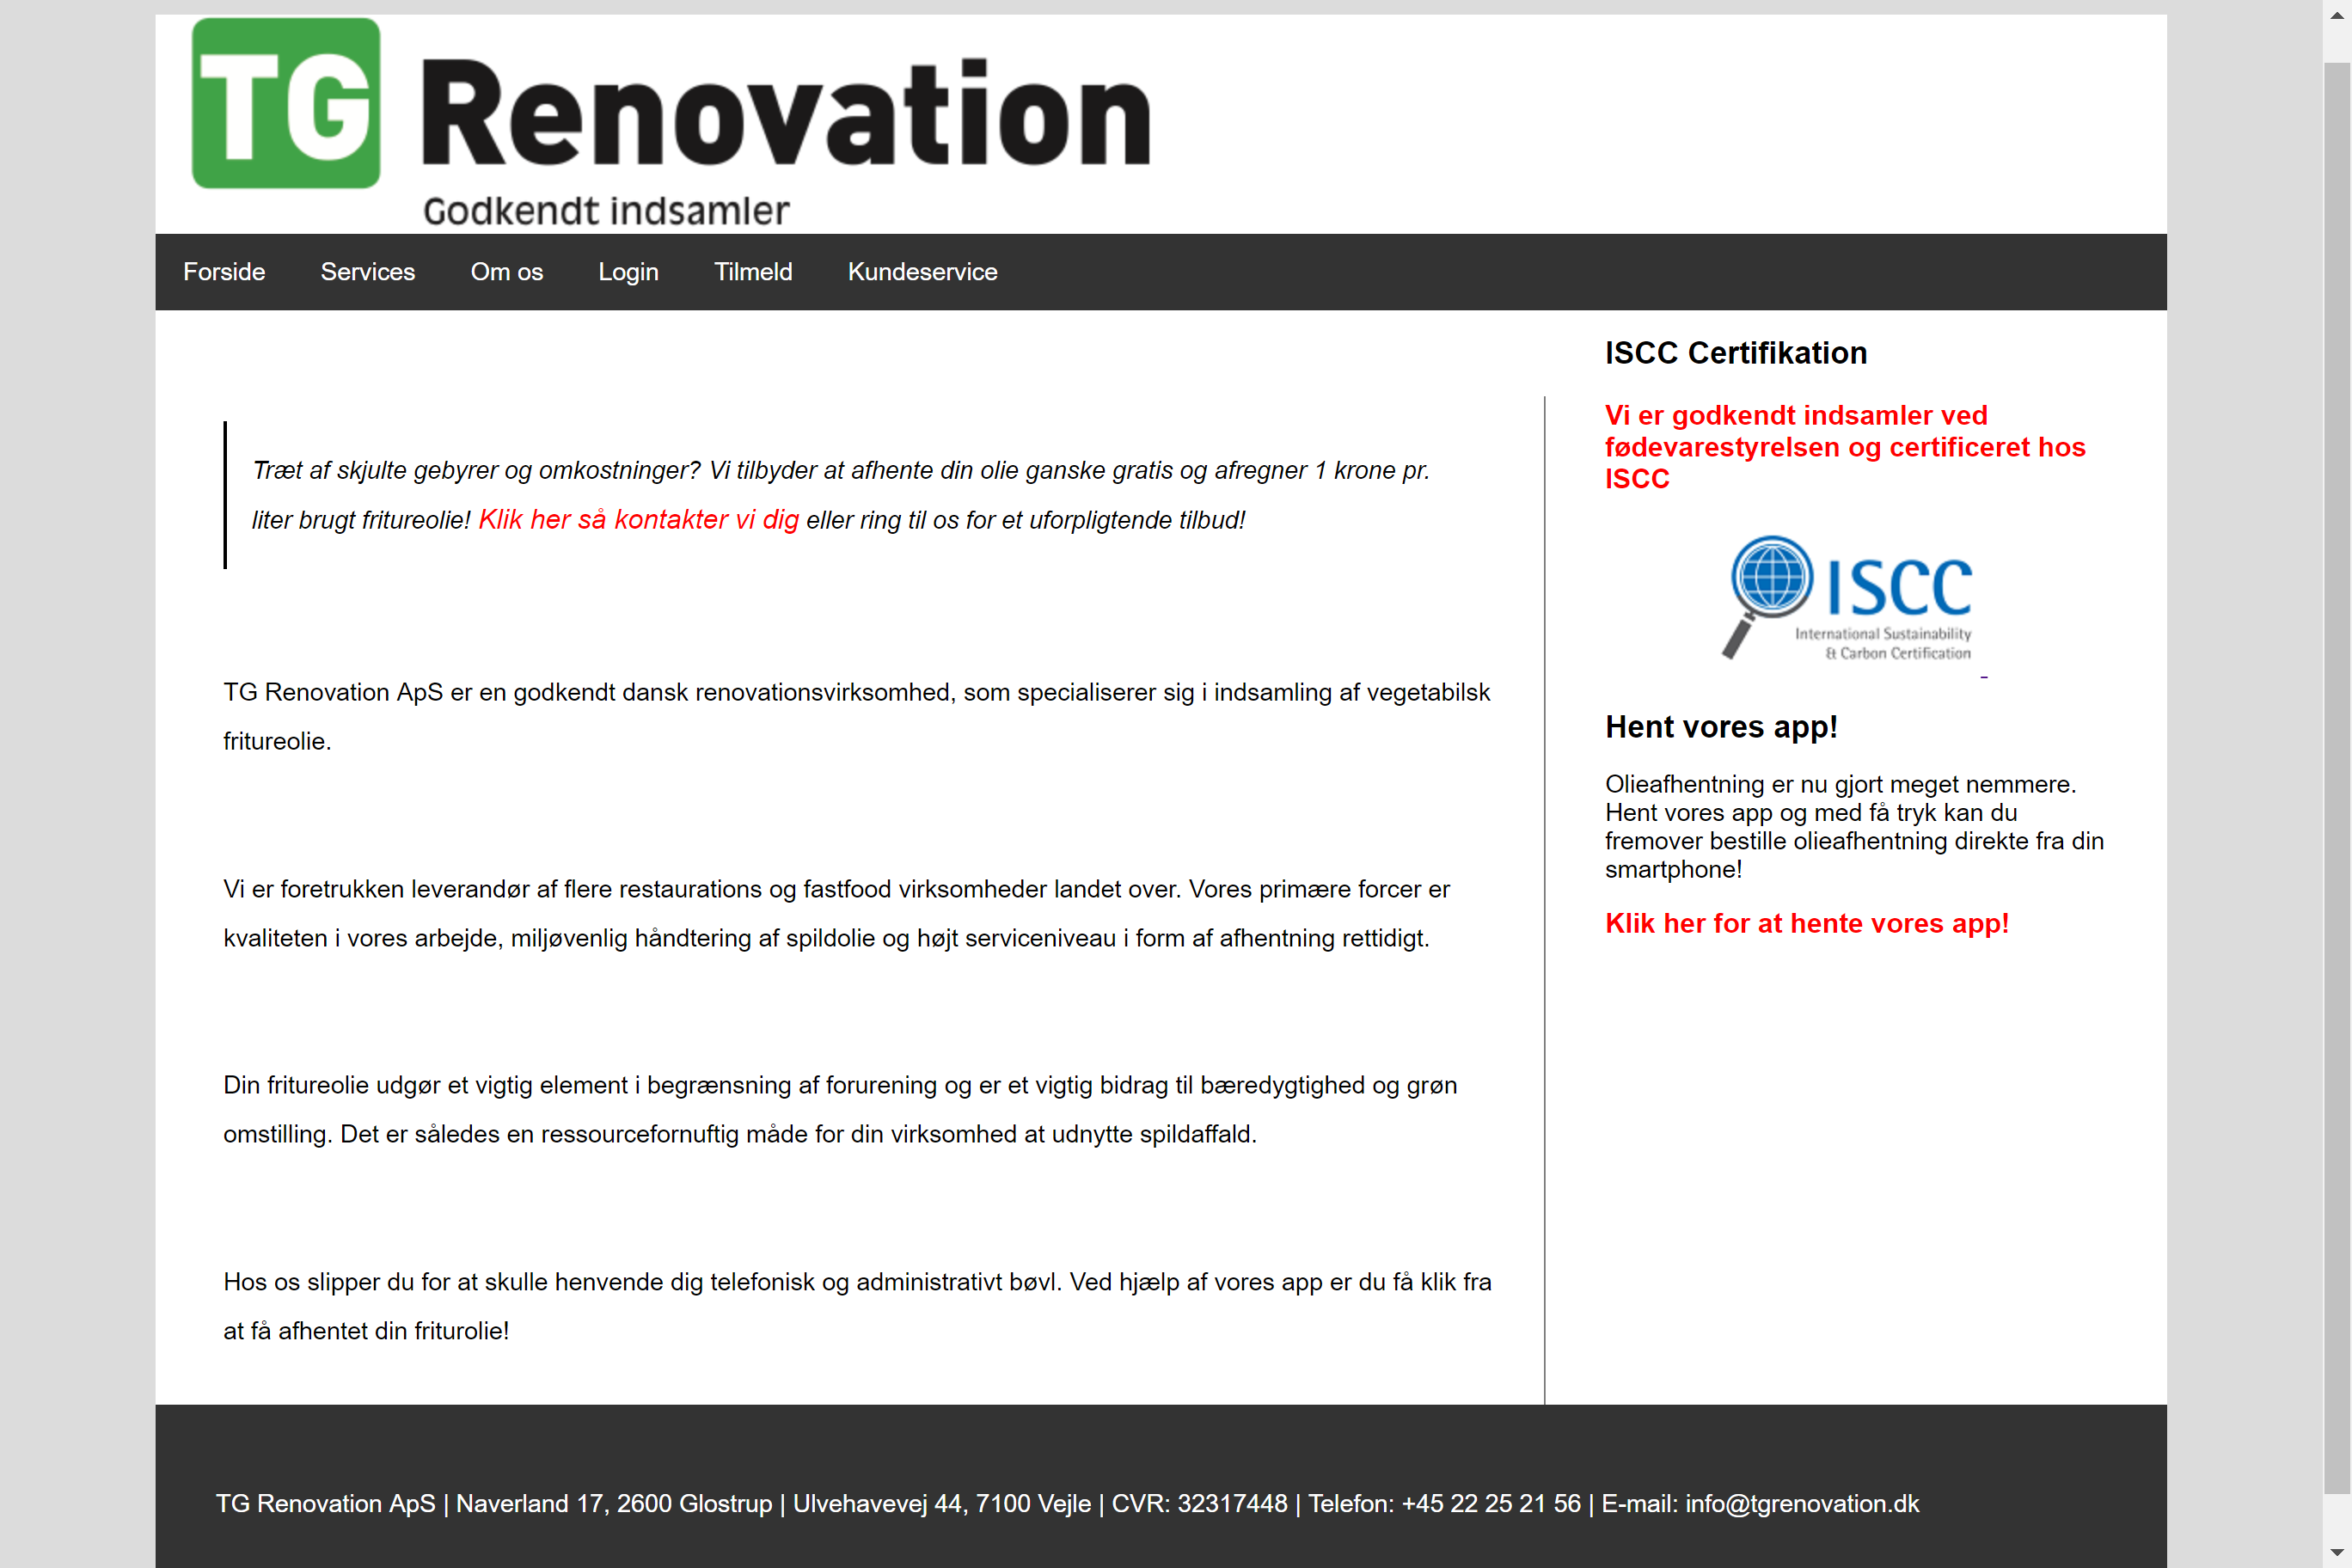 TG Renovation
Godkendt indsamler
Forside Services Om os Login Tilmeld Kundeservice
Træt af skjulte gebyrer og omkostninger? Vi tilbyder at afhente din olie ganske gratis og afregner 1 krone pr.
liter brugt fritureolie! Klik her så kontakter vi dig eller ring til os for et uforpligtende tilbud!
TG Renovation ApS er en godkendt dansk renovationsvirksomhed, som specialiserer sig i indsamling af vegetabilsk
fritureolie.
Vi er foretrukken leverandør af flere restaurations og fastfood virksomheder landet over. Vores primære forcer er
kvaliteten i vores arbejde, miljøvenlig håndtering af spildolie og højt serviceniveau i form af afhentning rettidigt.
Din fritureolie udgør et vigtig element i begrænsning af forurening og er et vigtig bidrag til bæredygtighed og grøn
omstilling. Det er således en ressourcefornuftig måde for din virksomhed at udnytte spildaffald.
Hos os slipper du for at skulle henvende dig telefonisk og administrativt bøvl. Ved hjælp af vores app er du få klik fra
at få afhentet din friturolie!
ISCC Certifikation
Vi er godkendt indsamler ved
fødevarestyrelsen og certificeret hos
ISCC
ISCC
International Sustainability
& Carbon Certification
Hent vores app!
Olieafhentning er nu gjort meget nemmere.
Hent vores app og med få tryk kan du
fremover bestille olieafhentning direkte fra din
smartphone!
Klik her for at hente vores app!
TG Renovation ApS | Naverland 17, 2600 Glostrup | Ulvehavevej 44, 7100 Vejle | CVR: 32317448 | Telefon: +45 22 25 21 56 | E-mail: info@tgrenovation.dk